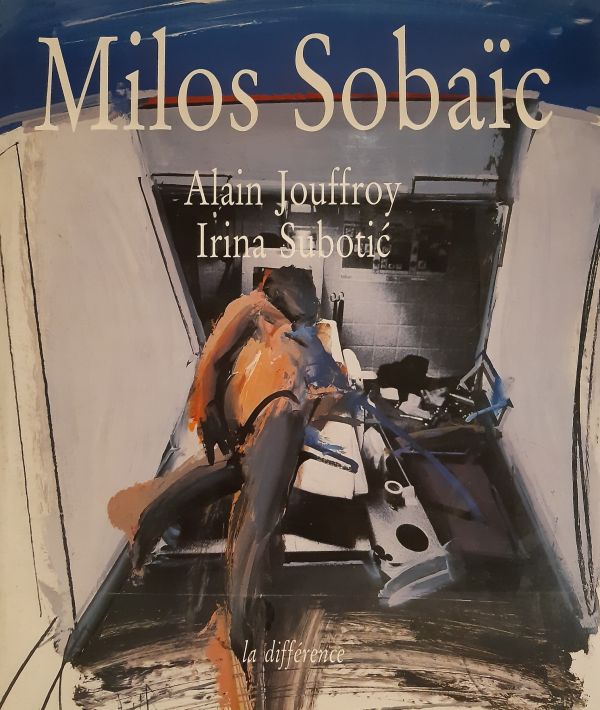 Milos Sobaïc
Alain Jouffroy
Irina Subotić
la différence